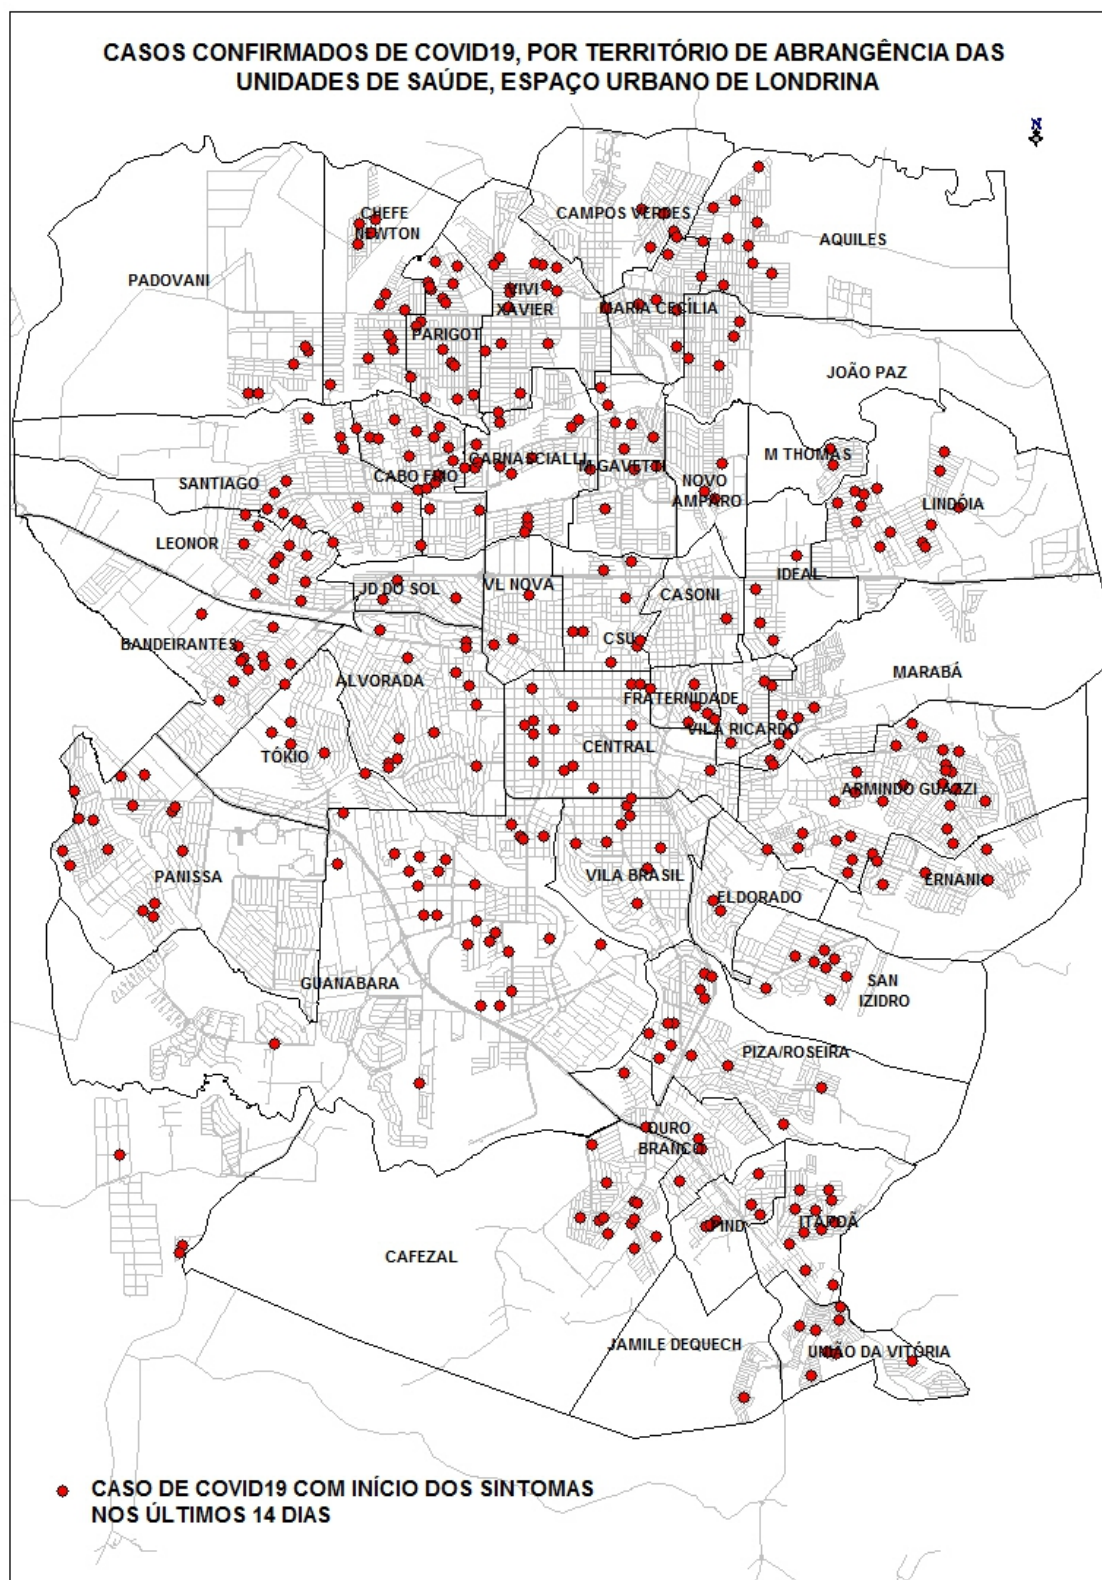 CASOS CONFIRMADOS DE COVID19, POR TERRITÓRIO DE ABRANGÊNCIA DAS
UNIDADES DE SAÚDE, ESPAÇO URBANO DE LONDRINA
N
CHEFE
NEWTON
CAMPOS VERDES
AQUILES
PADOVANI
VIVI
XAVIER
MARIA CECÍLIA
PARIGOT
JOÃO PAZ
M THOMAS
CARNASCIALLI
M GAVETTI
CABO FRIO
SANTIAGO
NOVO
AMPARO
LINDÓIA
LEONOR
IDEAL
JD DO SOL
VL NOVA
CASONI
BANDEIRANTES
CSU
ALVORADA
MARABÁ
FRATERNIDADE
VILA RICARDO
CENTRAL
TÓKIO
ARMINDO GUAZZI
PANISSA
VILA BRASIL
ERNANI
ELDORADO
GUANABARA
SAN
IZIDRO
PIZA/ROSEIRA
OURO
BRANCO
PIND
ITAPOÃ
CAFEZAL
JAMILE DEQUECH
UNIÃO DA VITÓRIA
CASO DE COVID19 COM INÍCIO DOS SINTOMAS
NOS ÚLTIMOS 14 DIAS